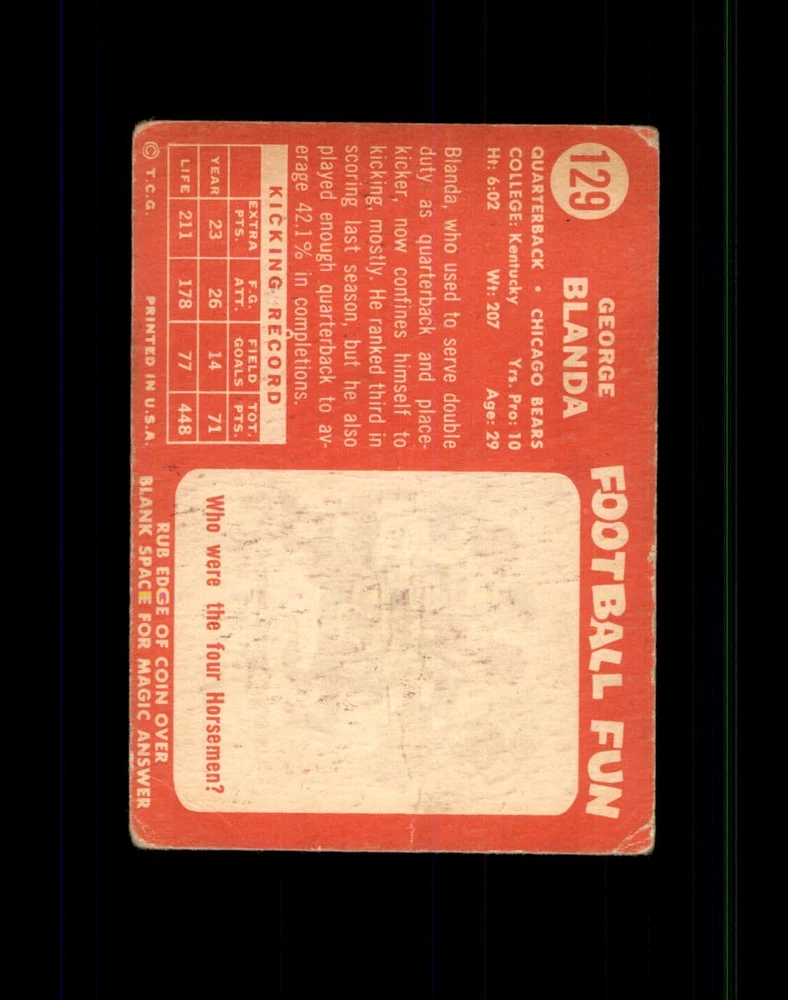 129
GEORGE
BLANDA
QUARTERBACK • CHICAGO BEARS
COLLEGE: Kentucky Yrs. Pro: 10
Ht: 6:02 Wt: 207 Age: 29
Blanda, who used to serve double
duty as quarterback and place-
kicker, now confines himself to
kicking, mostly. He ranked third in
scoring last season, but he also
played enough quarterback to av-
erage 42.1% in completions.
KICKING RECORD
EXTRA PTS. F.G. ATT. FIELD GOALS TOT. PTS.
YEAR 23 26 14 71
LIFE 211 178 77 448
© T.C.G. PRINTED IN U.S.A.
FOOTBALL FUN
Who were the four Horsemen?
RUB EDGE OF COIN OVER
BLANK SPACE FOR MAGIC ANSWER